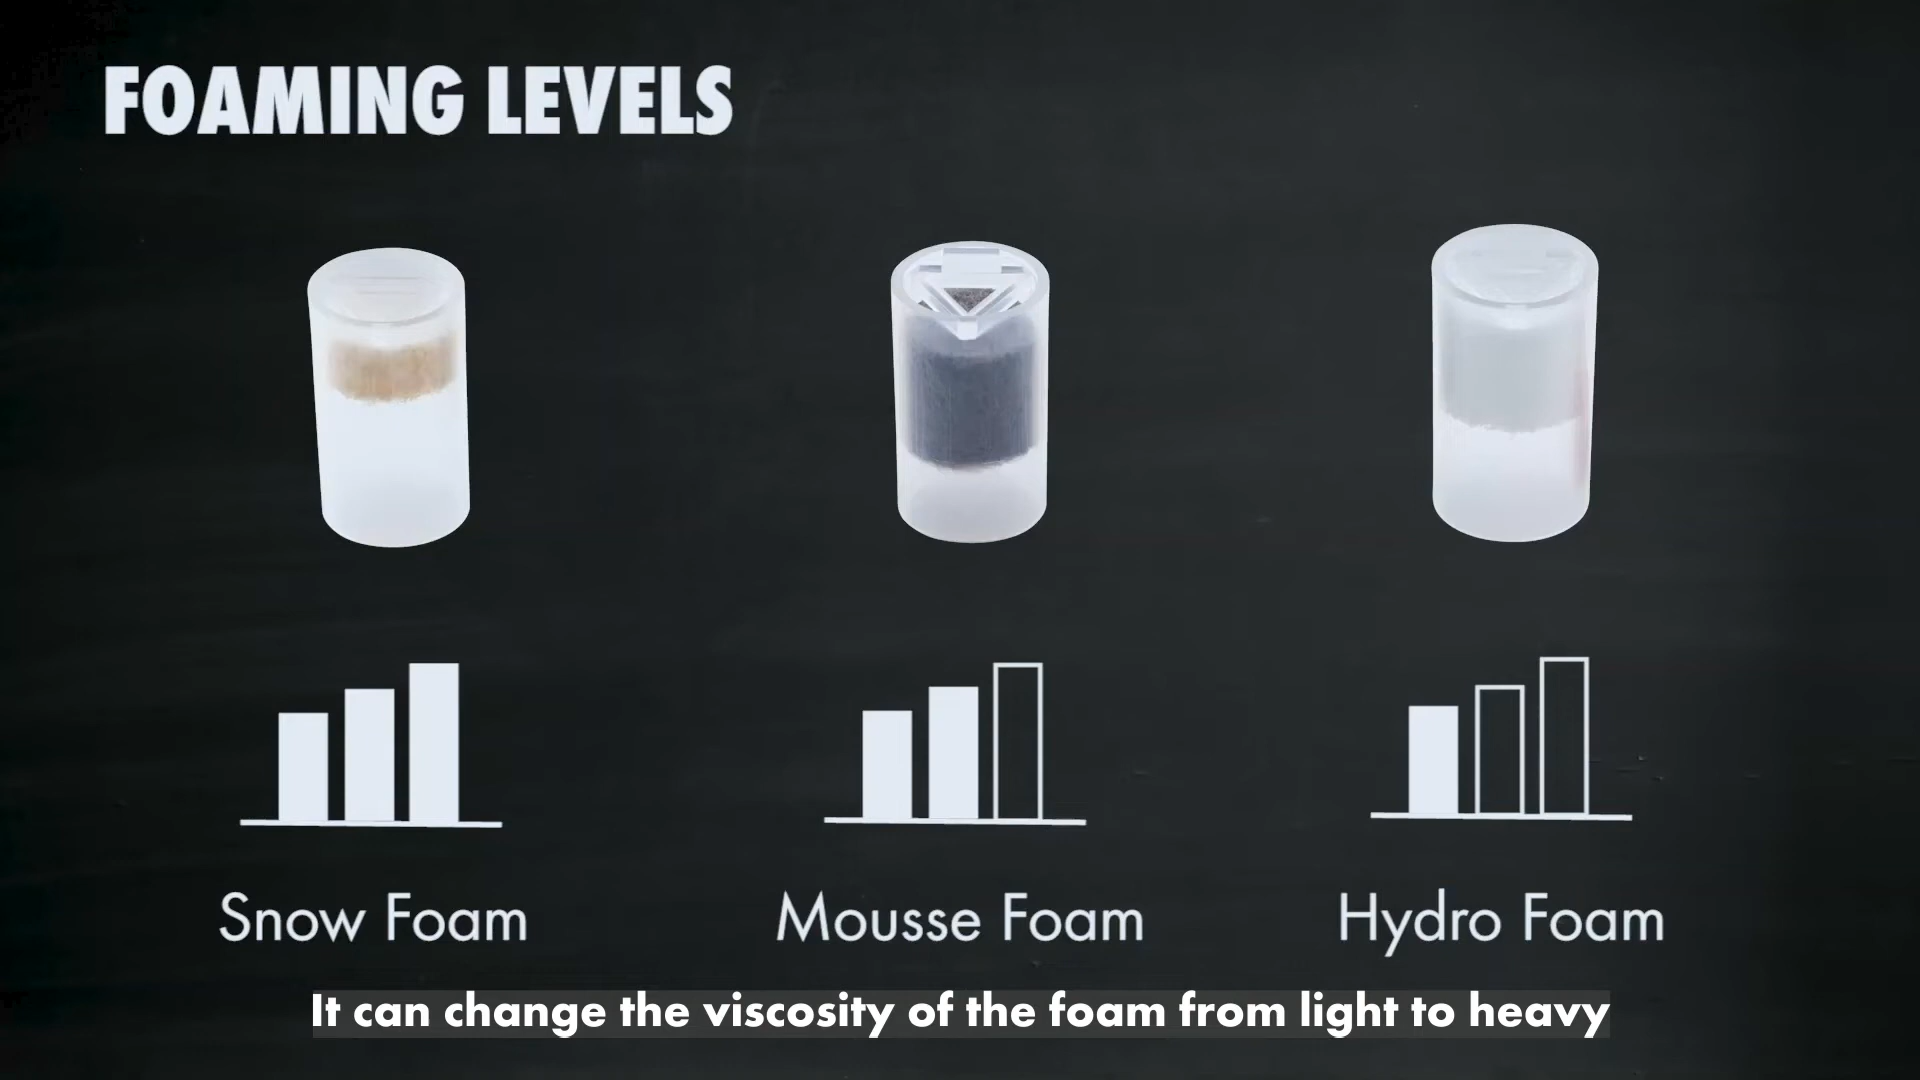 FOAMING LEVELS
Snow Foam
Mousse Foam
Hydro Foam
It can change the viscosity of the foam from light to heavy